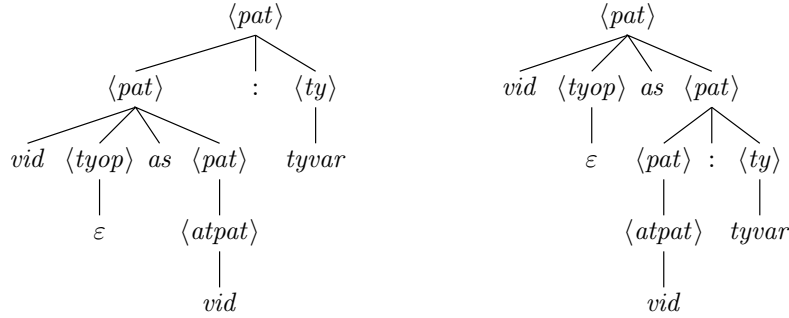 ⟨pat⟩ ⟨pat⟩
⟨pat⟩ : ⟨ty⟩ vid ⟨tyop⟩ as ⟨pat⟩
vid ⟨tyop⟩ as ⟨pat⟩ tyvar ε ⟨pat⟩ : ⟨ty⟩
ε ⟨atpat⟩ ⟨atpat⟩ tyvar
vid vid